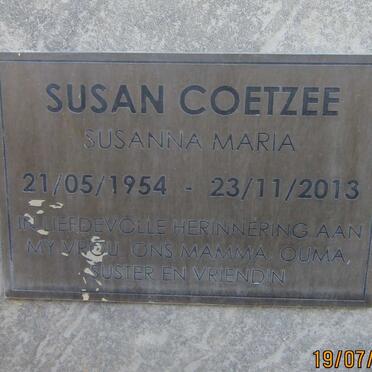 SUSAN COETZEE
SUSANNA MARIA
21/05/1954 - 23/11/2013
IN LIEFDEVOLLE HERINNERING AAN
MY VROU, ONS MAMMA, OUMA,
SUSTER EN VRIENDIN
19/07/